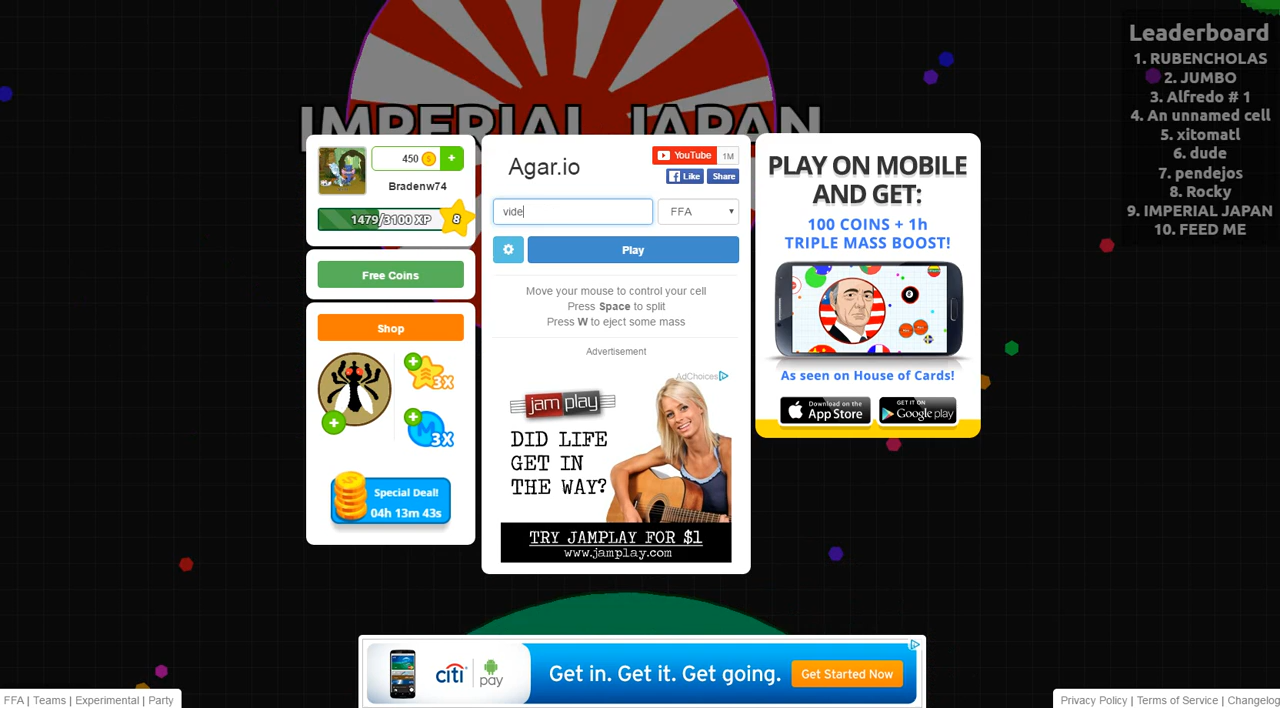 IMPERIAL JAPAN
Leaderboard
1. RUBENCHOLAS
2. JUMBO
3. Alfredo # 1
4. An unnamed cell
5. xitomatl
6. dude
7. pendejos
8. Rocky
9. IMPERIAL JAPAN
10. FEED ME
450
+
Bradenw74
1479/3100 XP
8
Free Coins
Shop
3X
M 3X
Special Deal!
04h 13m 43s
Agar.io
YouTube 1M
Like Share
vide
FFA
Play
Move your mouse to control your cell
Press Space to split
Press W to eject some mass
Advertisement
AdChoices
jam play
DID LIFE
GET IN
THE WAY?
TRY JAMPLAY FOR $1
www.jamplay.com
PLAY ON MOBILE
AND GET:
100 COINS + 1h
TRIPLE MASS BOOST!
8
As seen on House of Cards!
Download on the
App Store
GET IT ON
Google play
citi
pay
Get in. Get it. Get going.
Get Started Now
FFA | Teams | Experimental | Party
Privacy Policy | Terms of Service | Changelog